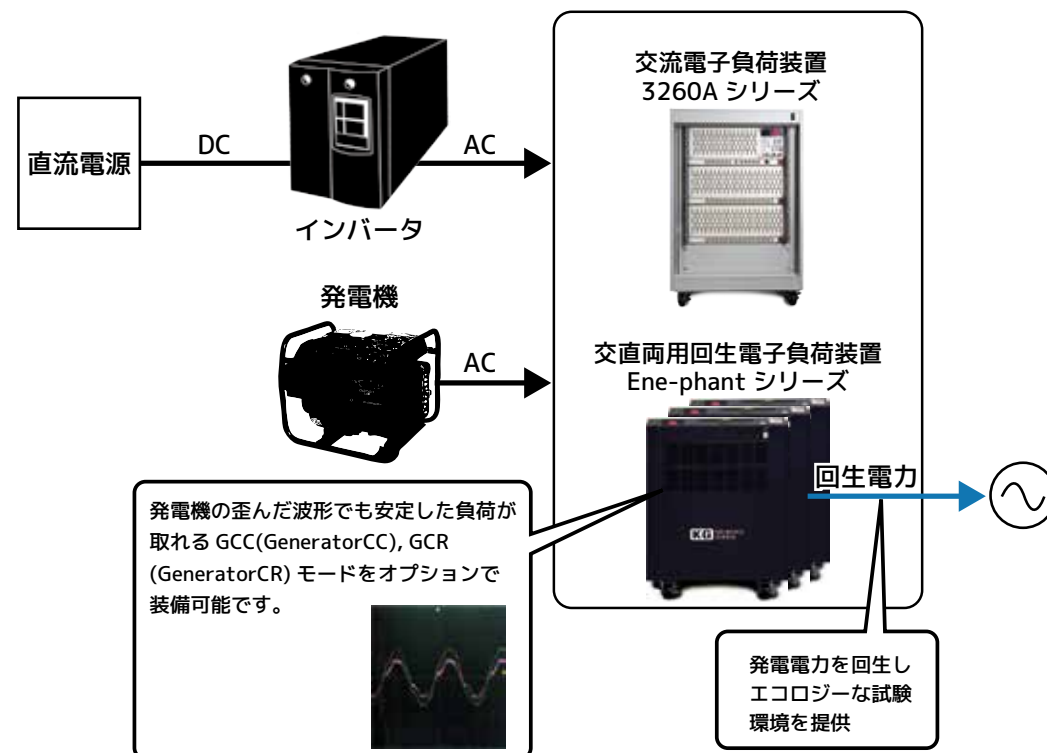 交流電子負荷装置
3260A シリーズ
直流電源
DC
AC
インバータ
発電機
AC
交直両用回生電子負荷装置
Ene-phant シリーズ
回生電力
KG
発電機の歪んだ波形でも安定した負荷が
取れる GCC(GeneratorCC), GCR
(GeneratorCR) モードをオプションで
装備可能です。
発電電力を回生し
エコロジーな試験
環境を提供